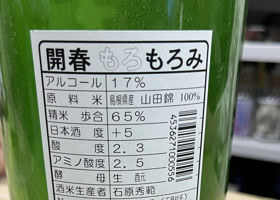 開春 もろもろみ
アルコール 17%
原料米 島根県産 山田錦 100%
精米歩合 65%
日本酒度 +5
酸度 2.3
アミノ酸度 2.5
酵母 生酛
酒米生産者 石原秀範
4536271000556